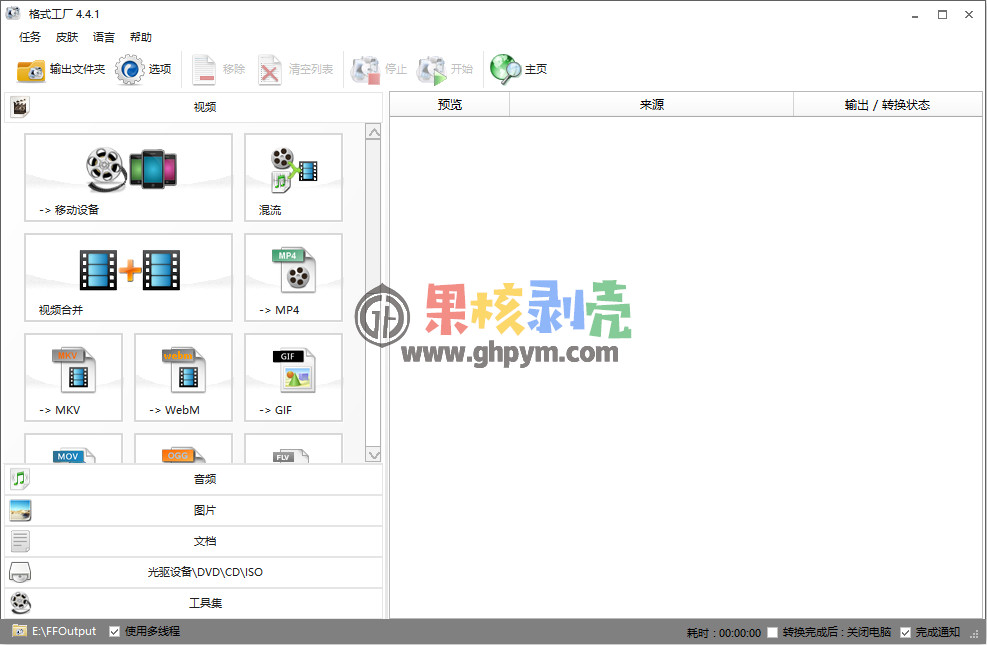 格式工厂 4.4.1
任务 皮肤 语言 帮助
输出文件夹 选项 移除 清空列表 停止 开始 主页
视频
预览 来源 输出 / 转换状态
-> 移动设备 混流
MP4
视频合并 -> MP4
MKV WebM GIF
-> MKV -> WebM -> GIF
MOV OGG FLV
音频
图片
文档
光驱设备\DVD\CD\ISO
工具集
果核剥壳
www.ghpym.com
E:\FFOutput 使用多线程 耗时 : 00:00:00 转换完成后 : 关闭电脑 完成通知